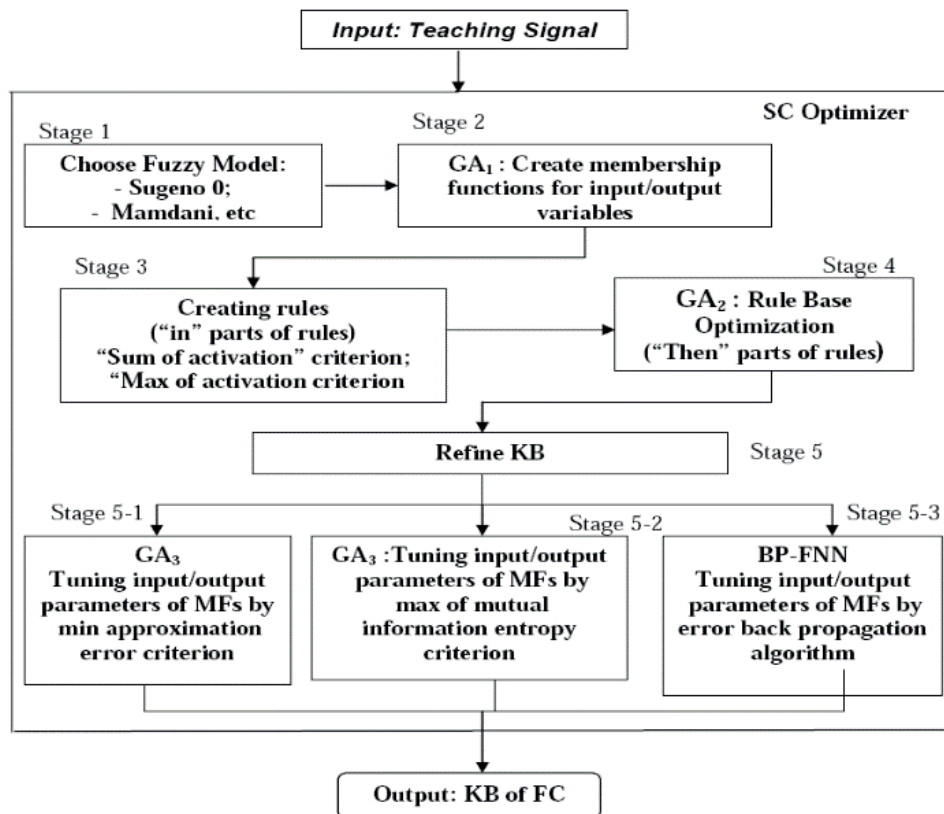 Input: Teaching Signal
SC Optimizer
Stage 1
Choose Fuzzy Model:
- Sugeno 0;
- Mamdani, etc
Stage 2
GA₁ : Create membership
functions for input/output
variables
Stage 3
Creating rules
(“in” parts of rules)
“Sum of activation” criterion;
“Max of activation criterion
Stage 4
GA₂ : Rule Base
Optimization
(“Then” parts of rules)
Refine KB
Stage 5
Stage 5-1
GA₃
Tuning input/output
parameters of MFs by
min approximation
error criterion
Stage 5-2
GA₃ :Tuning input/output
parameters of MFs by
max of mutual
information entropy
criterion
Stage 5-3
BP-FNN
Tuning input/output
parameters of MFs by
error back propagation
algorithm
Output: KB of FC